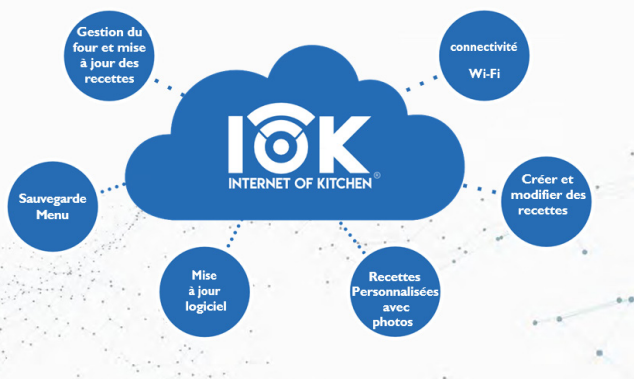 Gestion du
four et mise
à jour des
recettes
connectivité
Wi-Fi
IOK
INTERNET OF KITCHEN®
Sauvegarde
Menu
Créer et
modifier des
recettes
Mise
à jour
logiciel
Recettes
Personnalisées
avec
photos